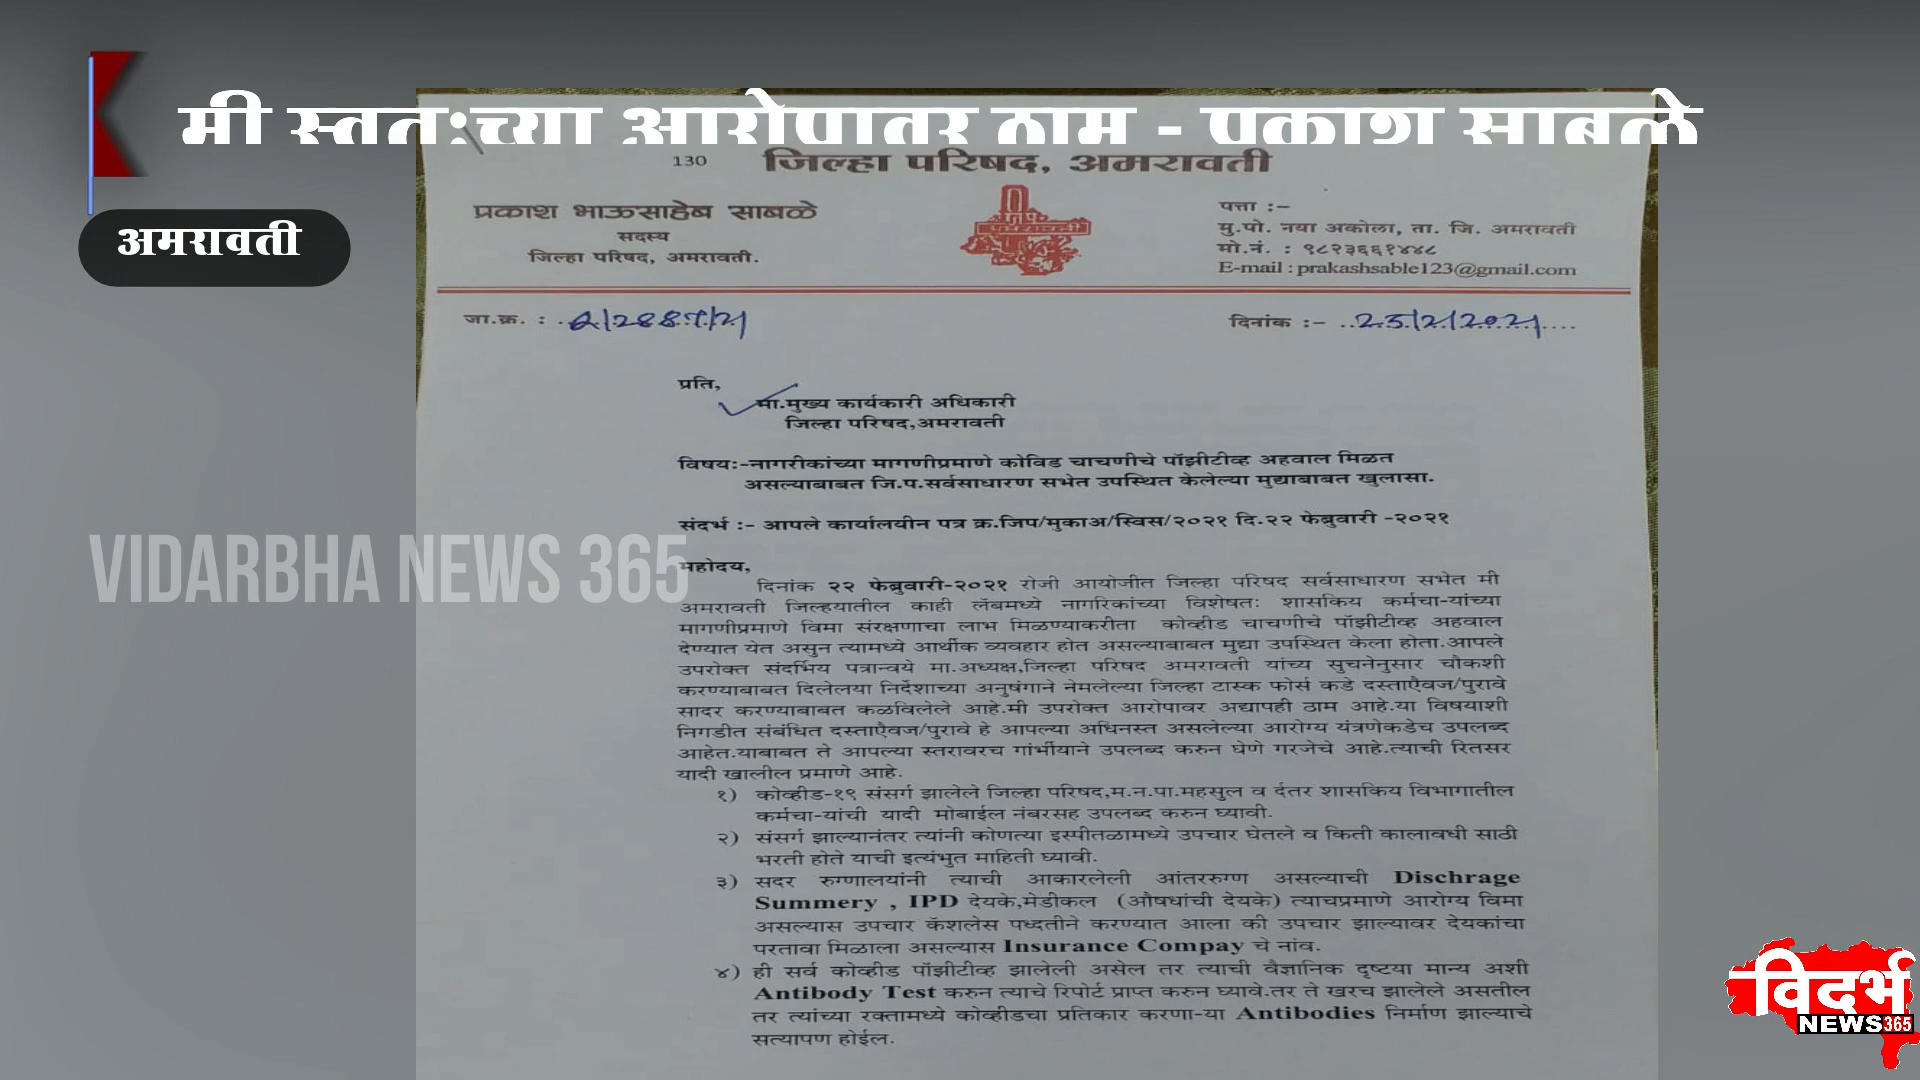 मी स्वतःच्या आरोपावर ठाम - प्रकाश साबळे
अमरावती
130
जिल्हा परिषद, अमरावती
प्रकाश भाऊसाहेब साबळे
सदस्य
जिल्हा परिषद, अमरावती.
पत्ता :–
मु.पो. नया अकोला, ता. जि. अमरावती
मो.नं. : ९८२३६६१४४८
E-mail : prakashsable123@gmail.com
जा.क्र. :
दिनांक :– ..25/2/2021....
प्रति,
मा.मुख्य कार्यकारी अधिकारी
जिल्हा परिषद,अमरावती
विषयः-नागरीकांच्या मागणीप्रमाणे कोविड चाचणीचे पॉझीटीव्ह अहवाल मिळत
असल्याबाबत जि.प.सर्वसाधारण सभेत उपस्थित केलेल्या मुद्याबाबत खुलासा.
संदर्भ :- आपले कार्यालयीन पत्र क्र.जिप/मुकाअ/स्विस/२०२१ दि.२२ फेब्रुवारी -२०२१
महोदय,
दिनांक २२ फेब्रुवारी-२०२१ रोजी आयोजीत जिल्हा परिषद सर्वसाधारण सभेत मी
अमरावती जिल्हयातील काही लॅबमध्ये नागरिकांच्या विशेषतः शासकिय कर्मचा-यांच्या
मागणीप्रमाणे विमा संरक्षणाचा लाभ मिळण्याकरीता कोव्हीड चाचणीचे पॉझीटीव्ह अहवाल
देण्यात येत असुन त्यामध्ये आर्थीक व्यवहार होत असल्याबाबत मुद्या उपस्थित केला होता.आपले
उपरोक्त संदर्भिय पत्रान्वये मा.अध्यक्ष,जिल्हा परिषद अमरावती यांच्य सुचनेनुसार चौकशी
करण्याबाबत दिलेलया निर्देशाच्या अनुषंगाने नेमलेल्या जिल्हा टास्क फोर्स कडे दस्ताऐवज/पुरावे
सादर करण्याबाबत कळविलेले आहे.मी उपरोक्त आरोपावर अद्यापही ठाम आहे.या विषयाशी
निगडीत संबंधित दस्ताऐवज/पुरावे हे आपल्या अधिनस्त असलेल्या आरोग्य यंत्रणेकडेच उपलब्द
आहेत.याबाबत ते आपल्या स्तरावरच गांर्भीयाने उपलब्द करुन घेणे गरजेचे आहे.त्याची रितसर
यादी खालील प्रमाणे आहे.
१) कोव्हीड-१९ संसर्ग झालेले जिल्हा परिषद,म.न.पा.महसुल व ईतर शासकिय विभागातील
कर्मचा-यांची यादी मोबाईल नंबरसह उपलब्द करुन घ्यावी.
२) संसर्ग झाल्यानंतर त्यांनी कोणत्या इस्पीतळामध्ये उपचार घेतले व किती कालावधी साठी
भरती होते याची इत्यंभुत माहिती घ्यावी.
३) सदर रुग्णालयांनी त्याची आकारलेली आंतररुग्ण असल्याची Dischrage
Summery , IPD देयके,मेडीकल (औषधांची देयके) त्याचप्रमाणे आरोग्य विमा
असल्यास उपचार कॅशलेस पध्दतीने करण्यात आला की उपचार झाल्यावर देयकांचा
परतावा मिळाला असल्यास Insurance Compay चे नांव.
४) ही सर्व कोव्हीड पॉझीटीव्ह झालेली असेल तर त्याची वैज्ञानिक दृष्टया मान्य अशी
Antibody Test करुन त्याचे रिपोर्ट प्राप्त करुन घ्यावे.तर ते खरच झालेले असतील
तर त्यांच्या रक्तामध्ये कोव्हीडचा प्रतिकार करणा-या Antibodies निर्माण झाल्याचे
सत्यापण होईल.
VIDARBHA NEWS 365
विदर्भ
NEWS365